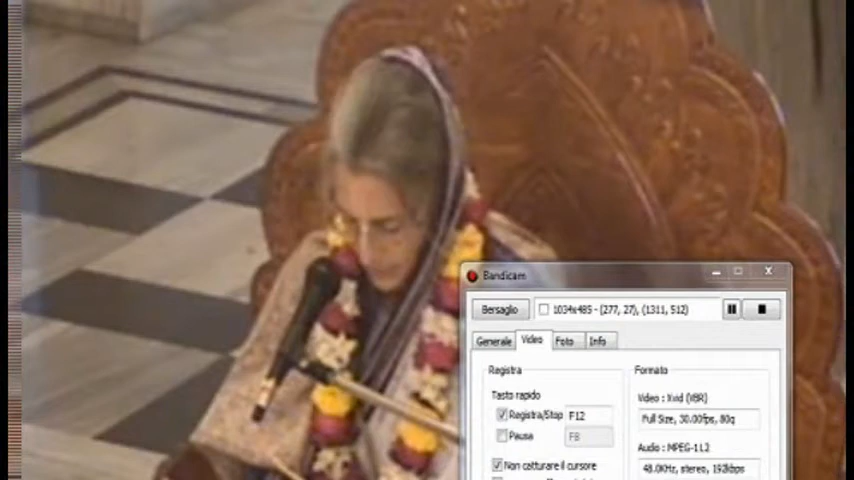 Bandicam
Bersaglio
1034x485 - (277, 27), (1311, 512)
Generale Video Foto Info
Registra
Tasto rapido
Registra/Stop F12
Pausa F8
Non catturare il cursore
Formato
Video : Xvid (VBR)
Full Size, 30.00fps, 80q
Audio : MPEG-1 L2
48.0KHz, stereo, 192kbps